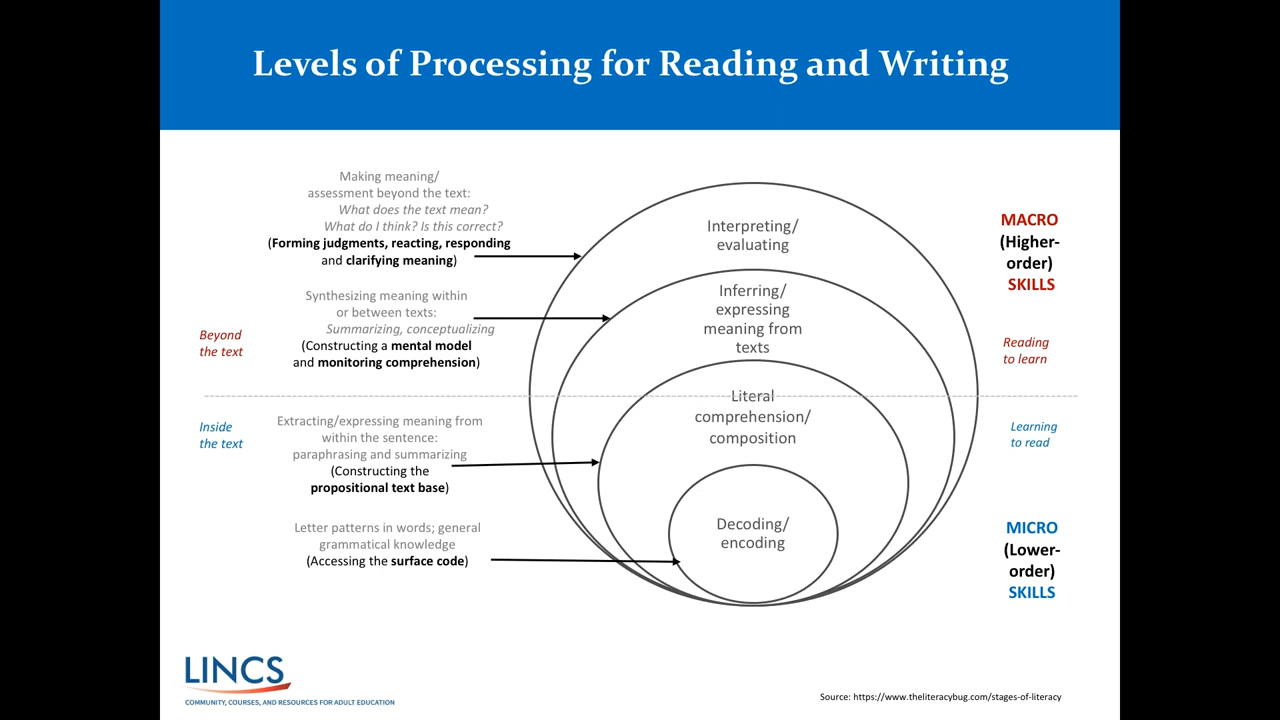 Levels of Processing for Reading and Writing
Making meaning/
assessment beyond the text:
What does the text mean?
What do I think? Is this correct?
(Forming judgments, reacting, responding
and clarifying meaning)
Synthesizing meaning within
or between texts:
Summarizing, conceptualizing
(Constructing a mental model
and monitoring comprehension)
Beyond
the text
Inside
the text
Extracting/expressing meaning from
within the sentence:
paraphrasing and summarizing
(Constructing the
propositional text base)
Letter patterns in words; general
grammatical knowledge
(Accessing the surface code)
Interpreting/
evaluating
Inferring/
expressing
meaning from
texts
Literal
comprehension/
composition
Decoding/
encoding
MACRO
(Higher-
order)
SKILLS
Reading
to learn
Learning
to read
MICRO
(Lower-
order)
SKILLS
LINCS
COMMUNITY, COURSES, AND RESOURCES FOR ADULT EDUCATION
Source: https://www.theliteracybug.com/stages-of-literacy